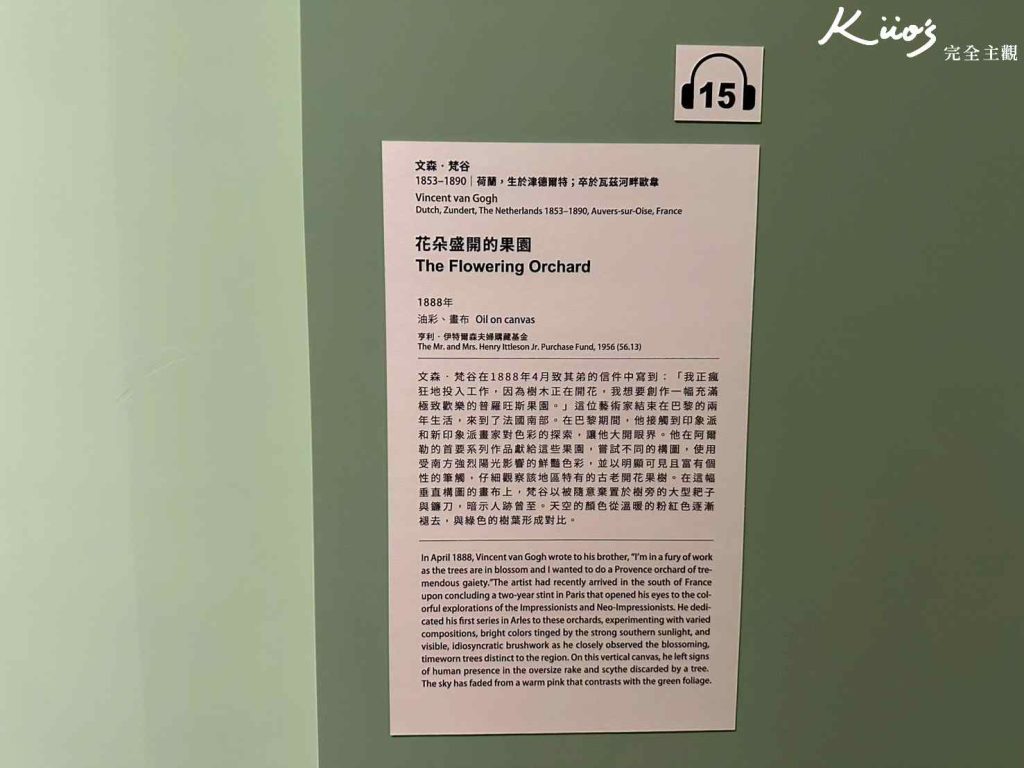 Kiio's
完全主觀
15
文森．梵谷
1853–1890｜荷蘭，生於津德爾特；卒於瓦茲河畔歐韋
Vincent van Gogh
Dutch, Zundert, The Netherlands 1853–1890, Auvers-sur-Oise, France
花朵盛開的果園
The Flowering Orchard
1888年
油彩、畫布 Oil on canvas
亨利．伊特爾森夫婦購藏基金
The Mr. and Mrs. Henry Ittleson Jr. Purchase Fund, 1956 (56.13)
文森．梵谷在1888年4月致其弟的信件中寫到：「我正瘋
狂地投入工作，因為樹木正在開花，我想要創作一幅充滿
極致歡樂的普羅旺斯果園。」這位藝術家結束在巴黎的兩
年生活，來到了法國南部。在巴黎期間，他接觸到印象派
和新印象派畫家對色彩的探索，讓他大開眼界。他在阿爾
勒的首要系列作品獻給這些果園，嘗試不同的構圖，使用
受南方強烈陽光影響的鮮豔色彩，並以明顯可見且富有個
性的筆觸，仔細觀察該地區特有的古老開花果樹。在這幅
垂直構圖的畫布上，梵谷以被隨意棄置於樹旁的大型耙子
與鐮刀，暗示人跡曾至。天空的顏色從溫暖的粉紅色逐漸
褪去，與綠色的樹葉形成對比。
In April 1888, Vincent van Gogh wrote to his brother, “I’m in a fury of work
as the trees are in blossom and I wanted to do a Provence orchard of tre-
mendous gaiety.”The artist had recently arrived in the south of France
upon concluding a two-year stint in Paris that opened his eyes to the col-
orful explorations of the Impressionists and Neo-Impressionists. He dedi-
cated his first series in Arles to these orchards, experimenting with varied
compositions, bright colors tinged by the strong southern sunlight, and
visible, idiosyncratic brushwork as he closely observed the blossoming,
timeworn trees distinct to the region. On this vertical canvas, he left signs
of human presence in the oversize rake and scythe discarded by a tree.
The sky has faded from a warm pink that contrasts with the green foliage.